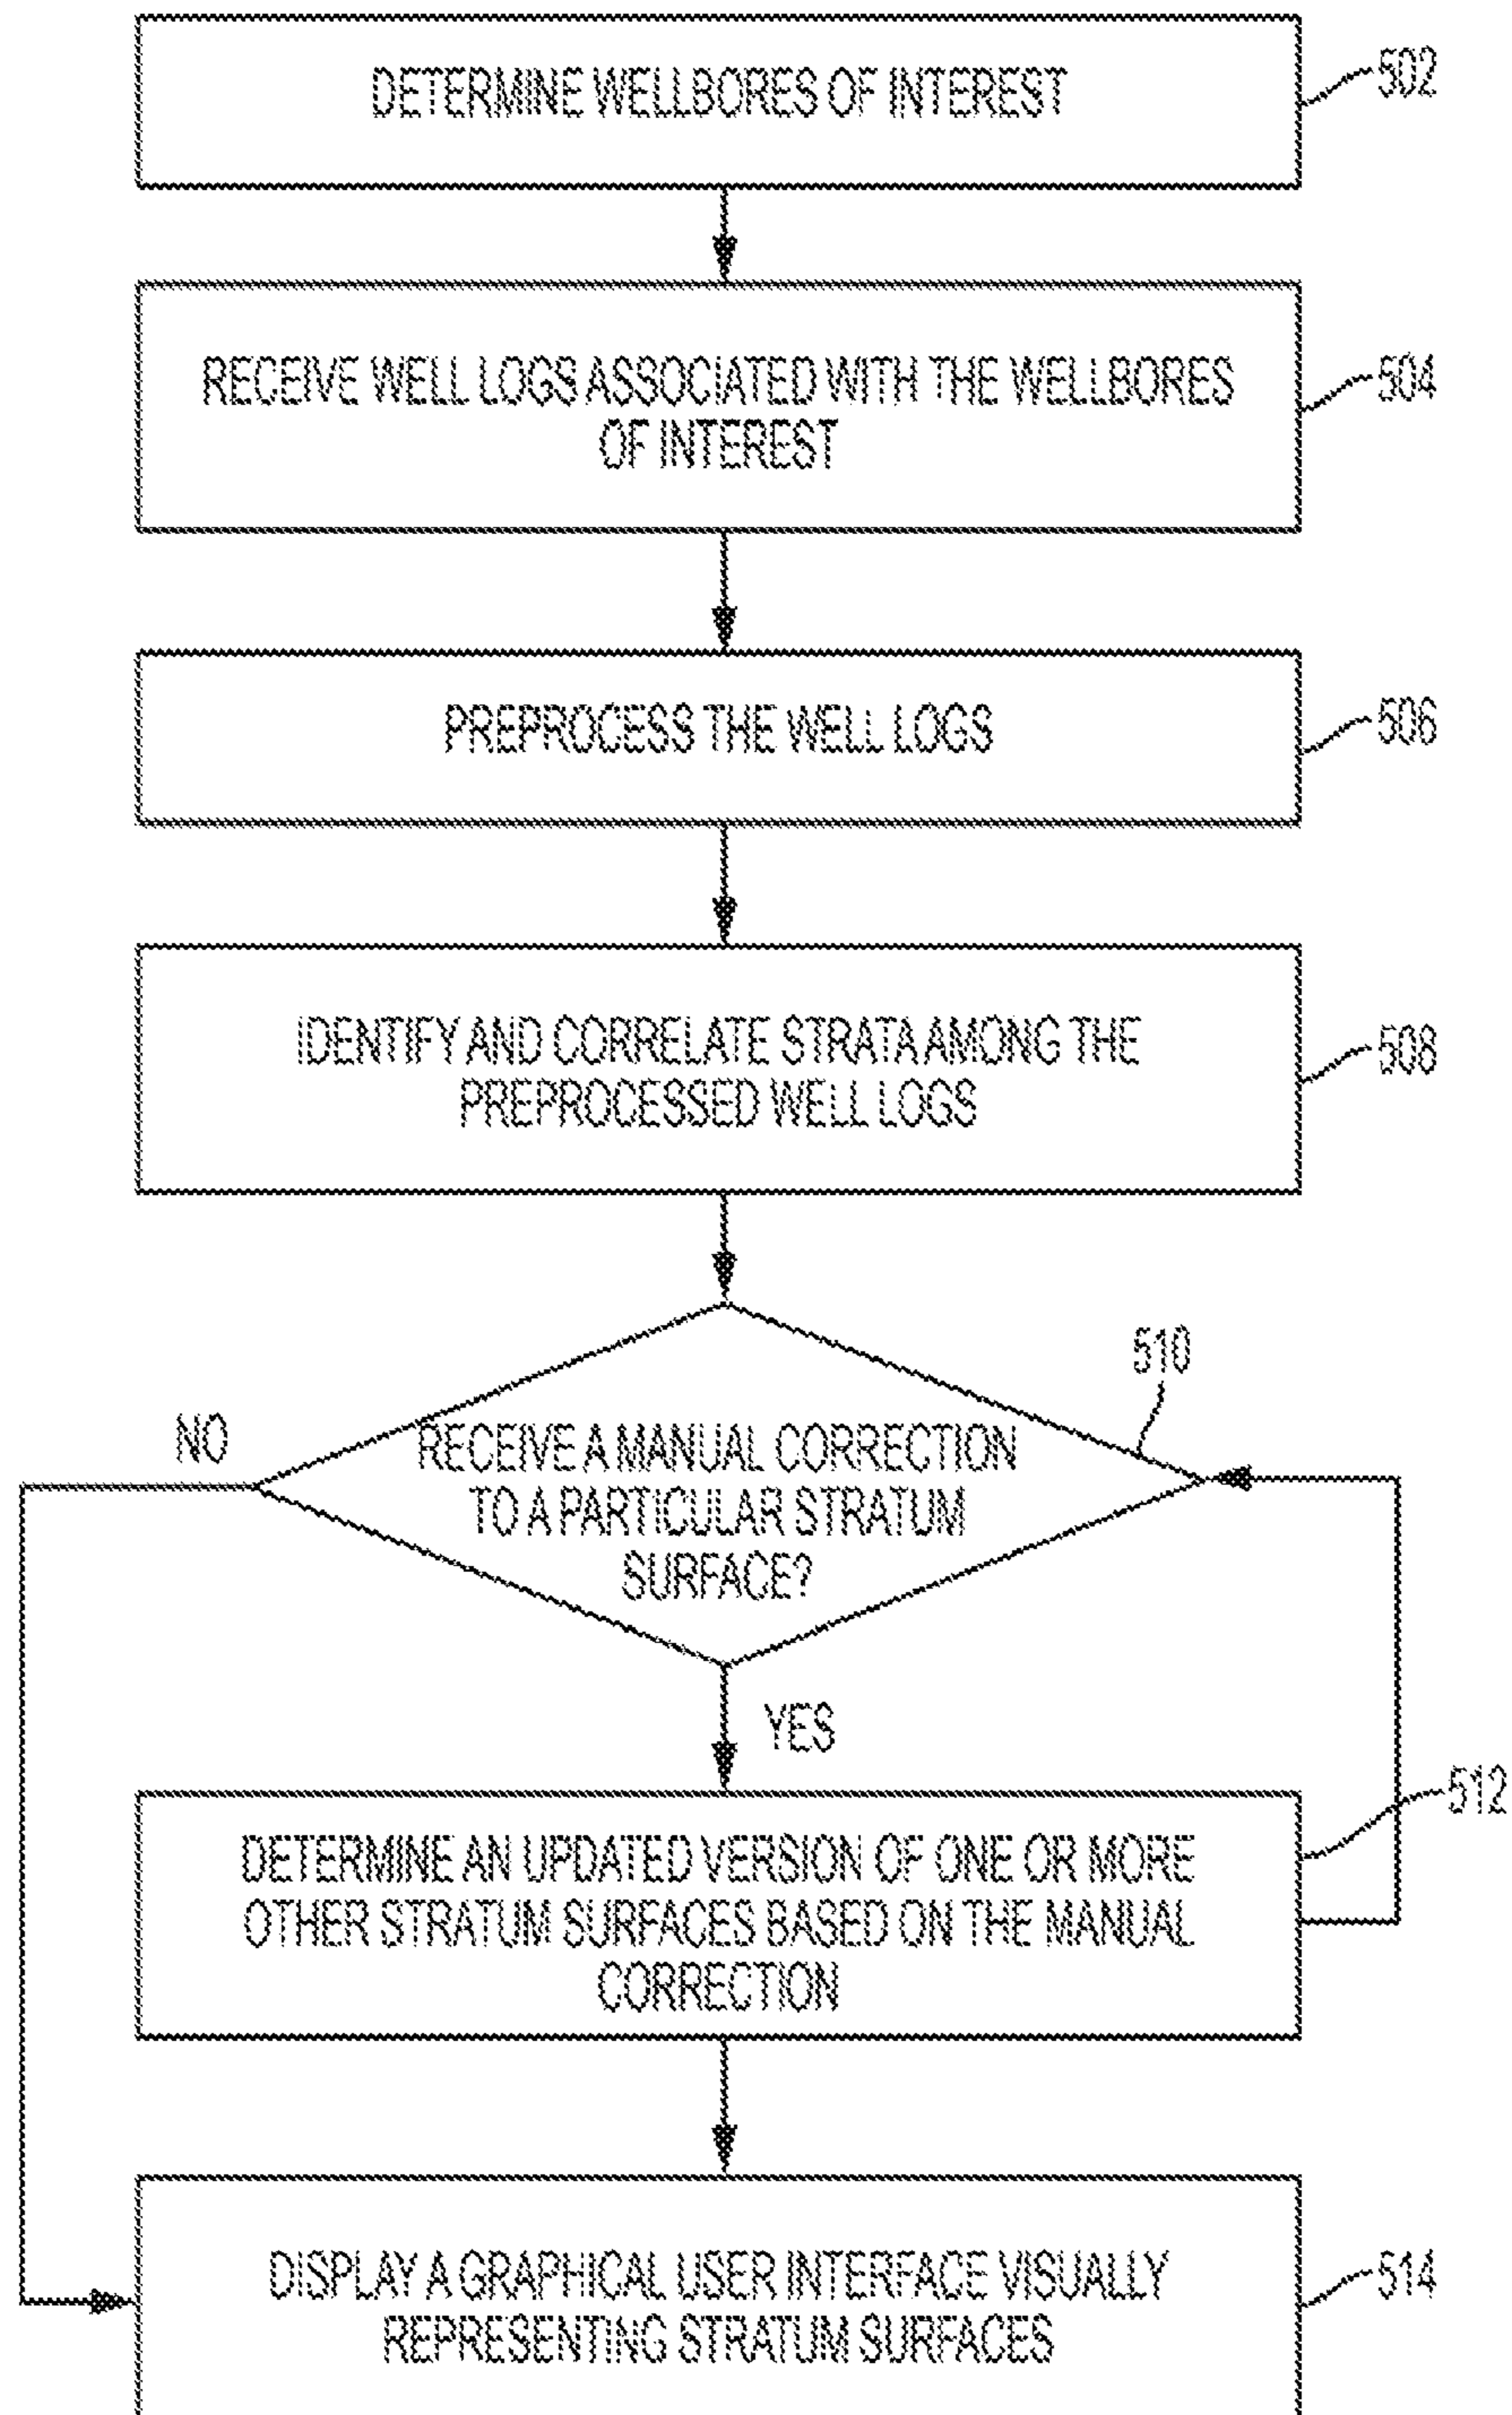 DETERMINE WELLBORES OF INTEREST
502
RECEIVE WELL LOGS ASSOCIATED WITH THE WELLBORES
OF INTEREST
504
PREPROCESS THE WELL LOGS
506
IDENTIFY AND CORRELATE STRATA AMONG THE
PREPROCESSED WELL LOGS
508
510
NO
RECEIVE A MANUAL CORRECTION
TO A PARTICULAR STRATUM
SURFACE?
YES
512
DETERMINE AN UPDATED VERSION OF ONE OR MORE
OTHER STRATUM SURFACES BASED ON THE MANUAL
CORRECTION
DISPLAY A GRAPHICAL USER INTERFACE VISUALLY
REPRESENTING STRATUM SURFACES
514